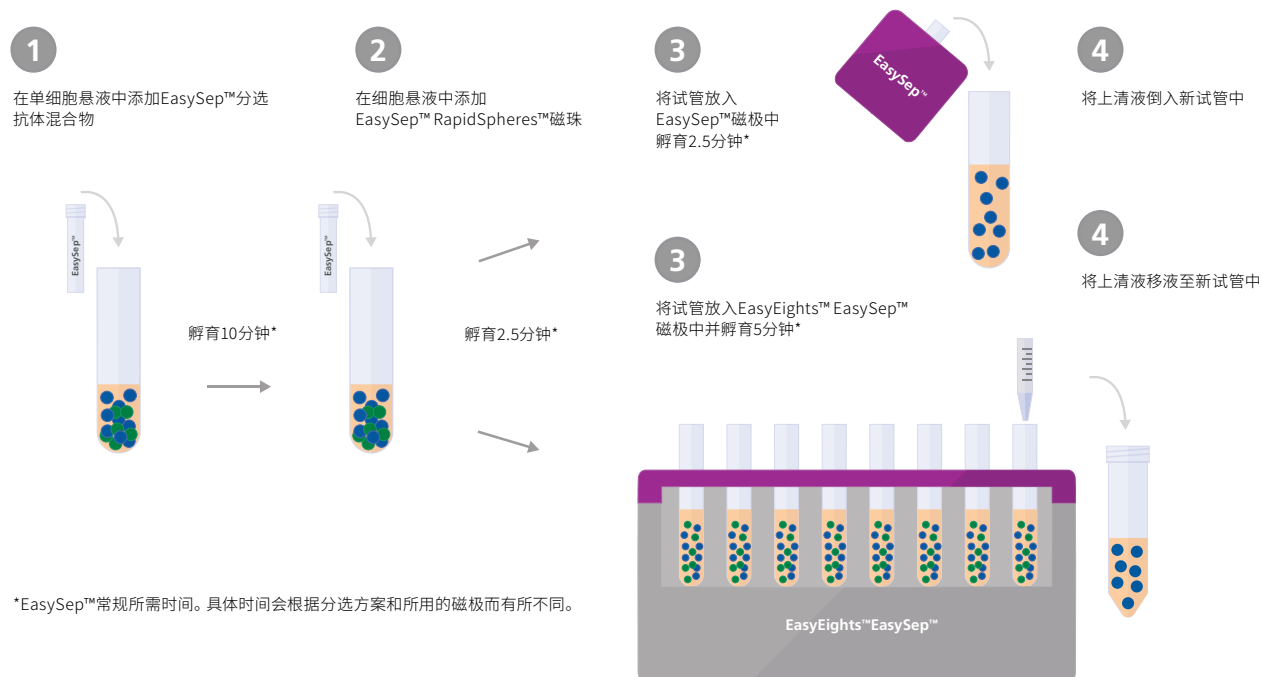 1
在单细胞悬液中添加EasySep™分选
抗体混合物
EasySep™
孵育10分钟*
2
在细胞悬液中添加
EasySep™ RapidSpheres™磁珠
EasySep™
孵育2.5分钟*
3
将试管放入
EasySep™磁极中
孵育2.5分钟*
EasySep™
4
将上清液倒入新试管中
3
将试管放入EasyEights™ EasySep™
磁极中并孵育5分钟*
4
将上清液移液至新试管中
EasyEights™EasySep™
*EasySep™常规所需时间。具体时间会根据分选方案和所用的磁极而有所不同。